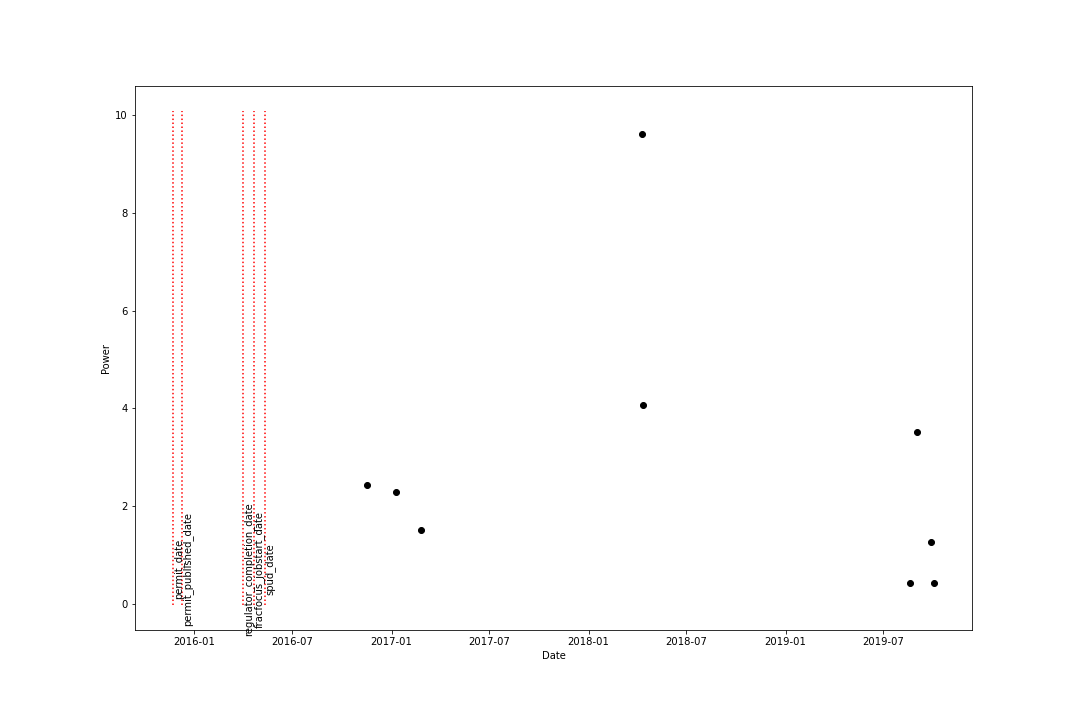 10
8
6
4
2
0
Power
permit_date
permit_published_date
regulator_completion_date
fracfocus_jobstart_date
spud_date
2016-01
2016-07
2017-01
2017-07
2018-01
2018-07
2019-01
2019-07
Date